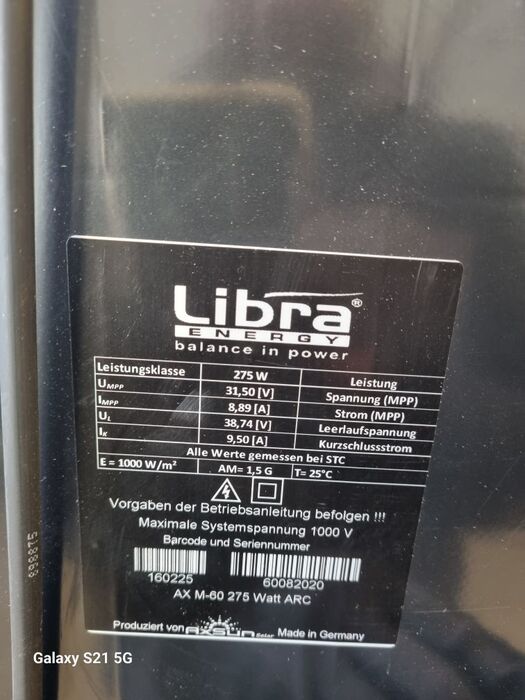 Libra®
ENERGY
balance in power
Leistungsklasse 275 W Leistung
UMPP 31,50 [V] Spannung (MPP)
IMPP 8,89 [A] Strom (MPP)
UL 38,74 [V] Leerlaufspannung
IK 9,50 [A] Kurzschlussstrom
Alle Werte gemessen bei STC
E = 1000 W/m² AM= 1,5 G T= 25°C
Vorgaben der Betriebsanleitung befolgen !!!
Maximale Systemspannung 1000 V
Barcode und Seriennummer
160225 60082020
AX M-60 275 Watt ARC
Produziert von axsun Solar Made in Germany
898875
Galaxy S21 5G